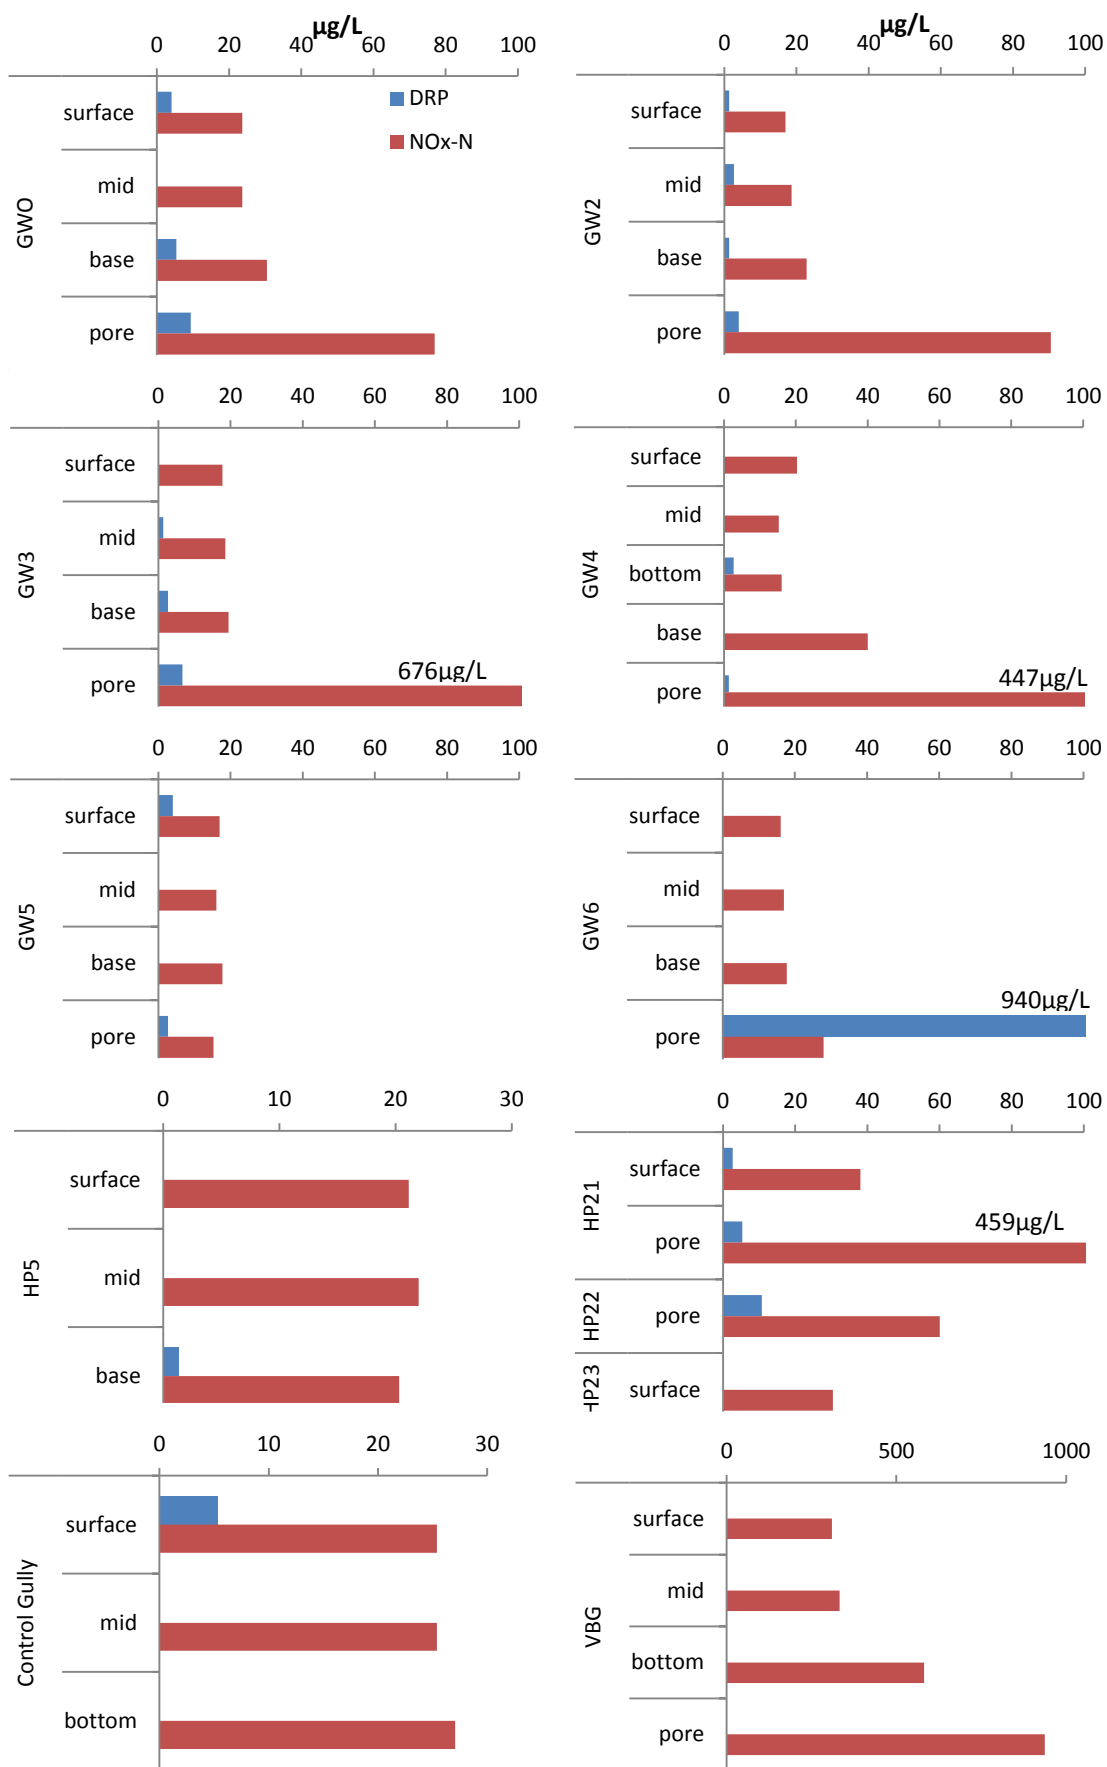 µg/L
0 20 40 60 80 100
DRP
NOx-N
surface
mid
base
pore
GWO
µg/L
0 20 40 60 80 100
surface
mid
base
pore
GW2
0 20 40 60 80 100
surface
mid
base
pore
676µg/L
GW3
0 20 40 60 80 100
surface
mid
bottom
base
pore
447µg/L
GW4
0 20 40 60 80 100
surface
mid
base
pore
GW5
0 20 40 60 80 100
surface
mid
base
940µg/L
pore
GW6
0 10 20 30
surface
mid
base
HP5
0 20 40 60 80 100
surface
HP21
459µg/L
pore
pore
HP22
surface
HP23
0 10 20 30
surface
mid
bottom
Control Gully
0 500 1000
surface
mid
bottom
pore
VBG